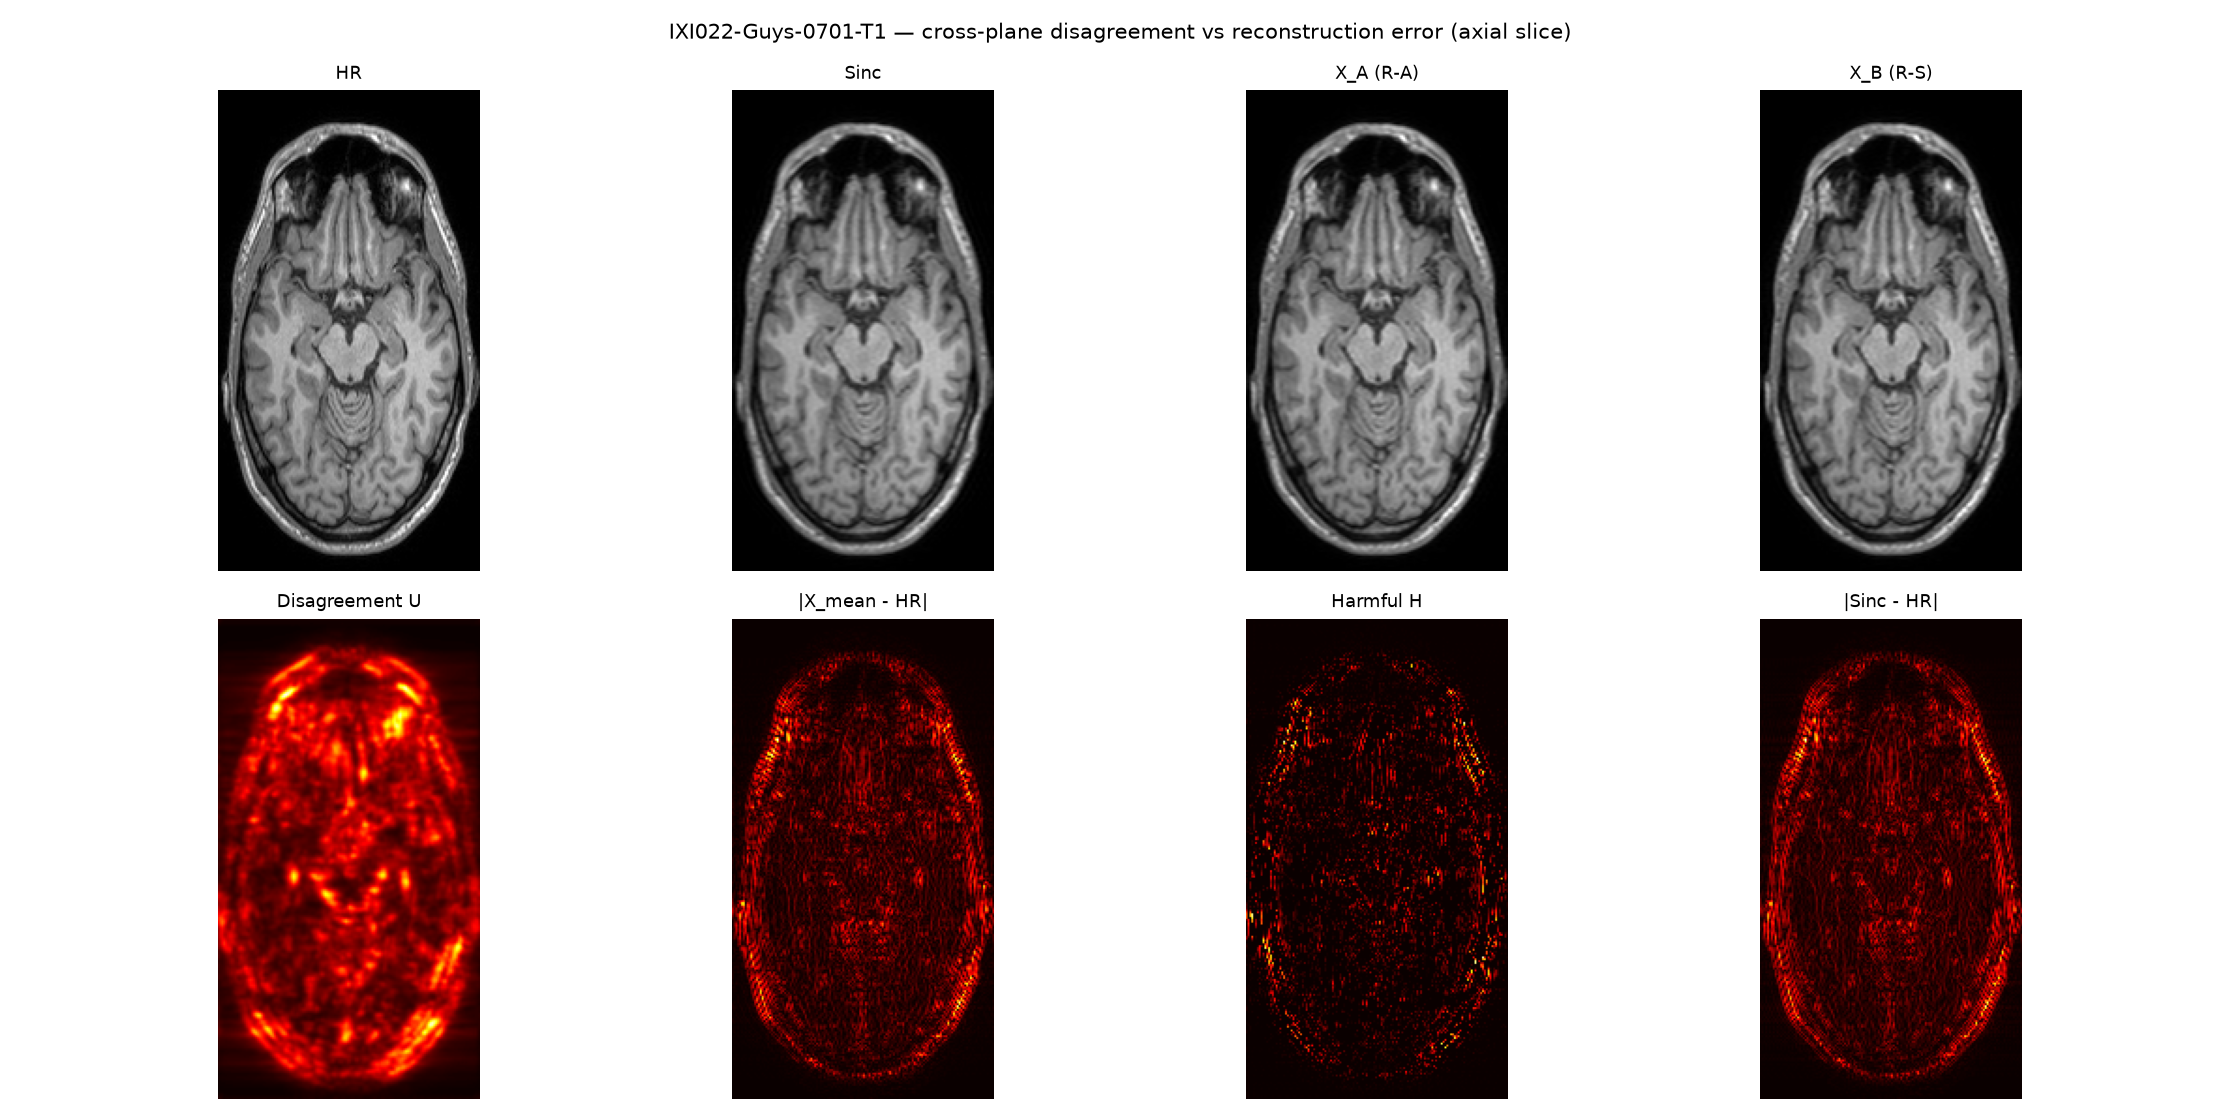 IXI022-Guys-0701-T1 — cross-plane disagreement vs reconstruction error (axial slice)
HR
Sinc
X_A (R-A)
X_B (R-S)
Disagreement U
|X_mean - HR|
Harmful H
|Sinc - HR|